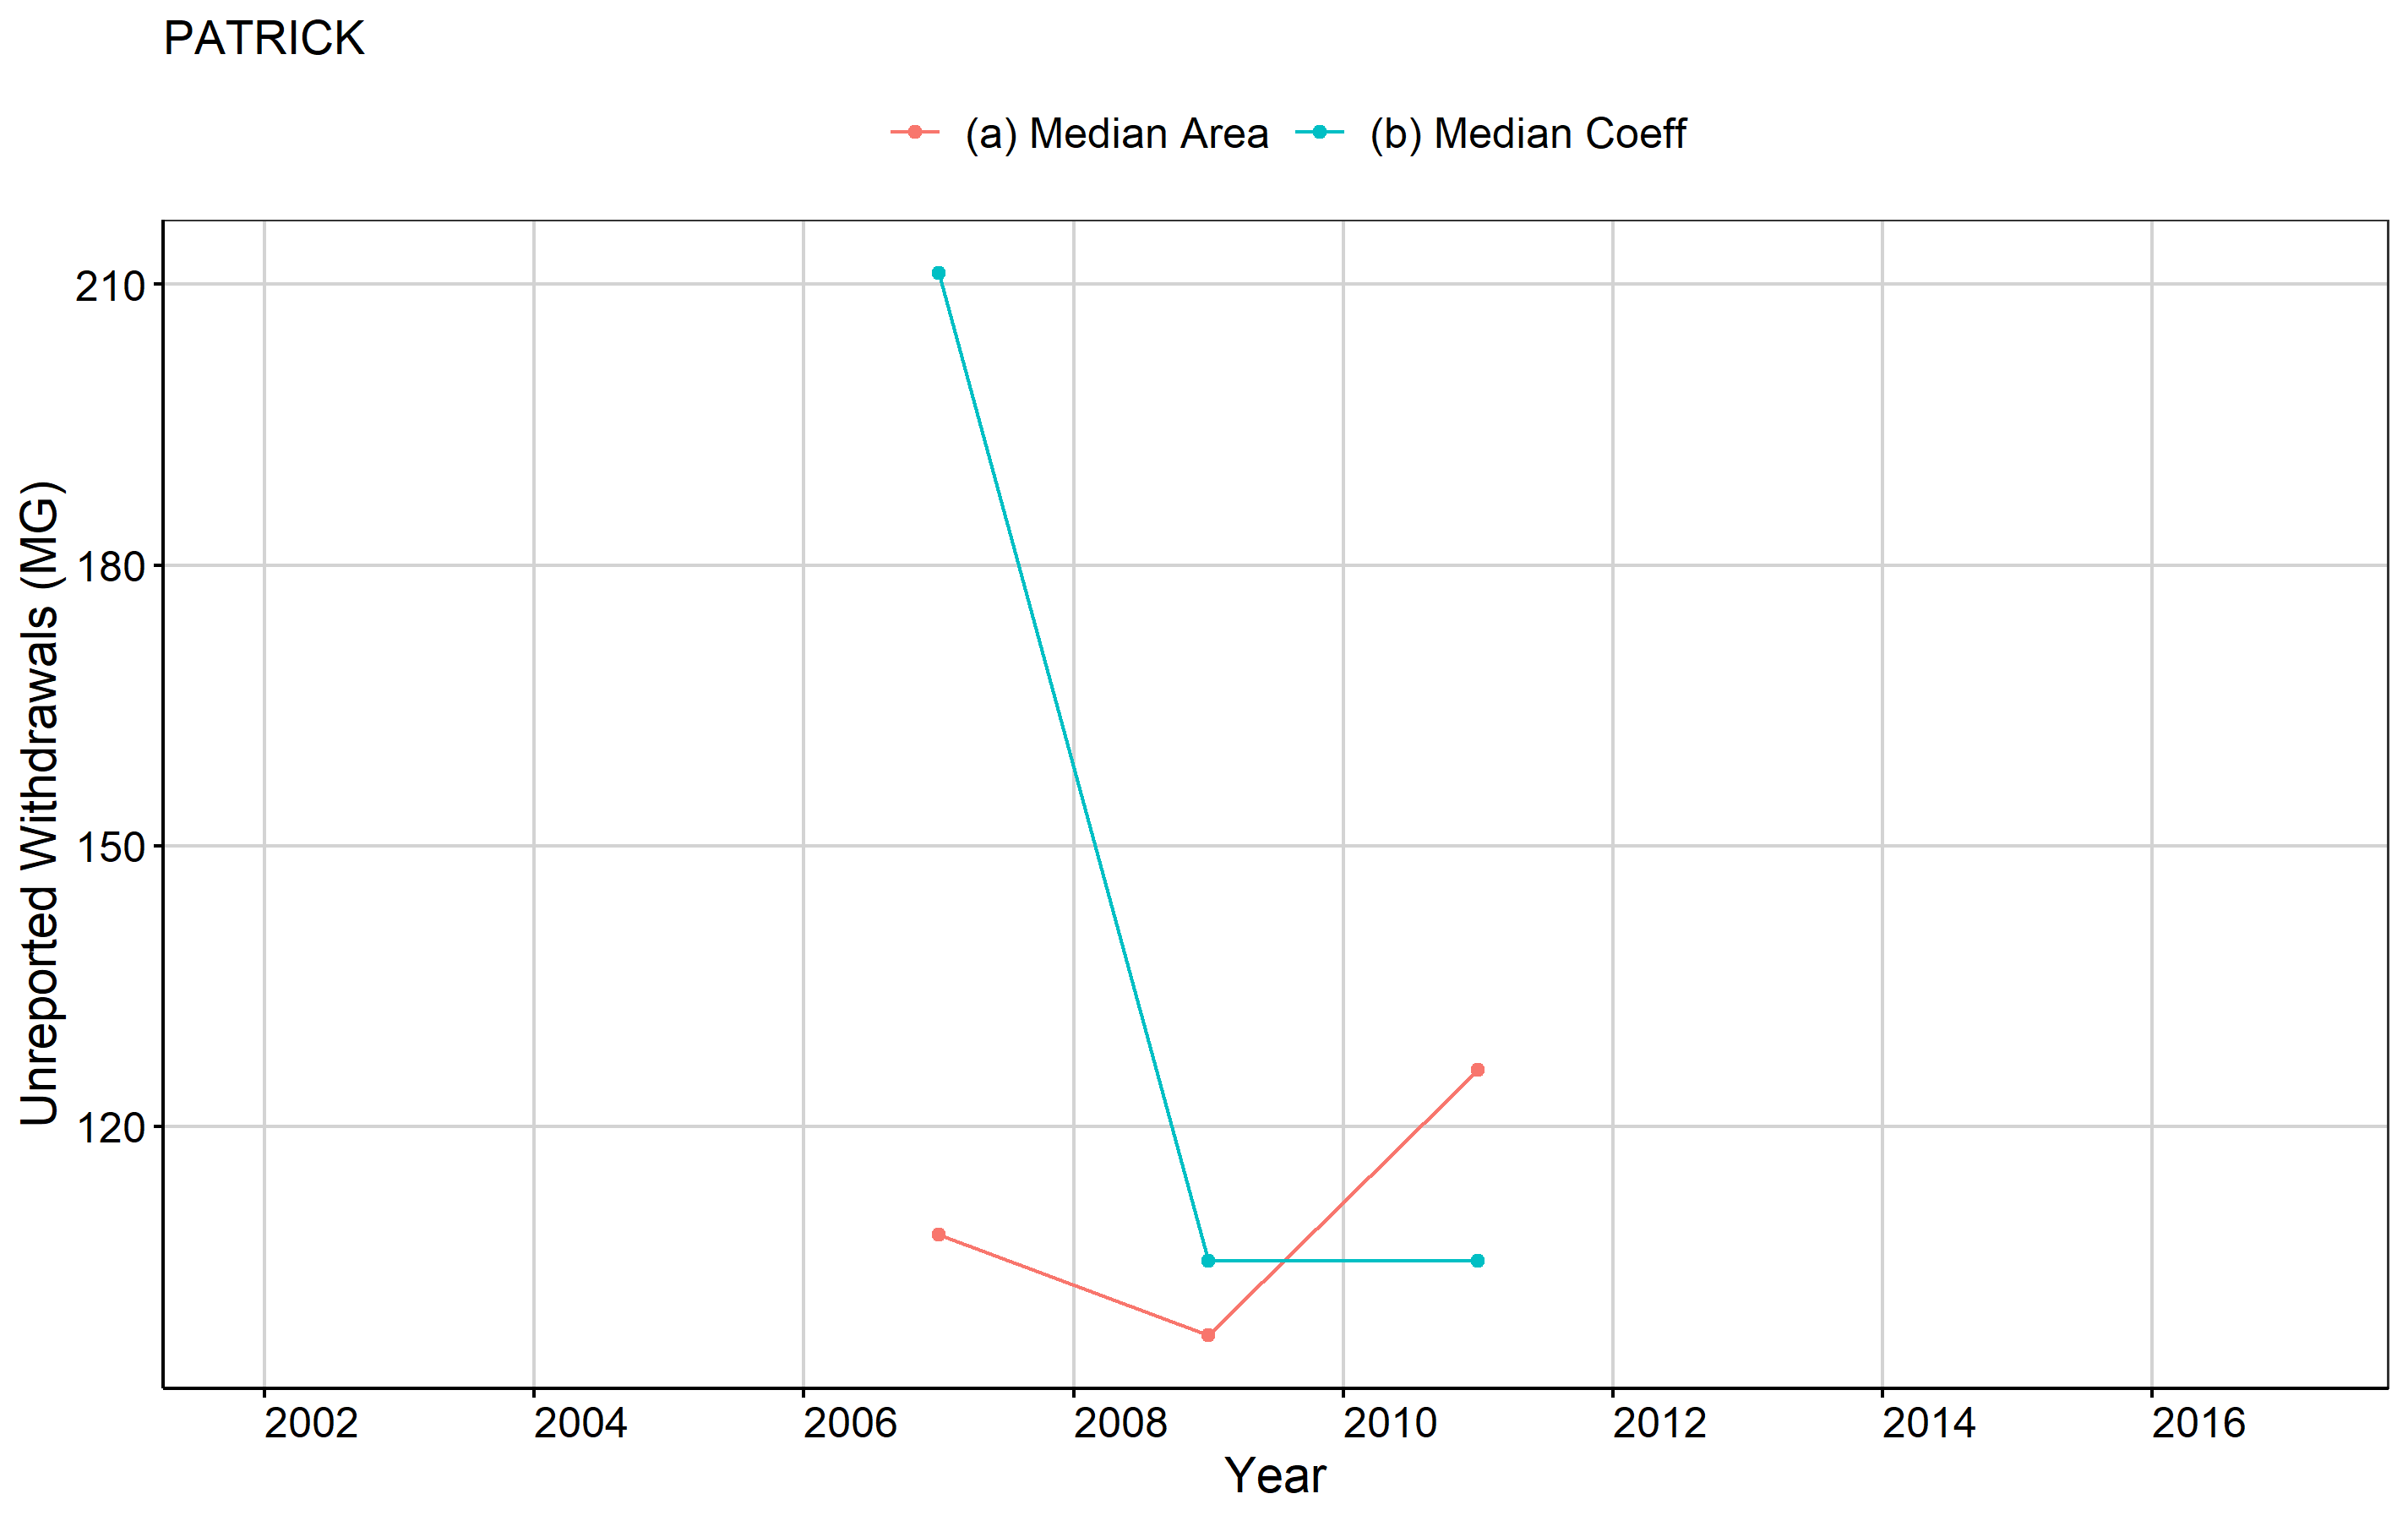 PATRICK
(a) Median Area (b) Median Coeff
210
180
150
120
Unreported Withdrawals (MG)
2002 2004 2006 2008 2010 2012 2014 2016
Year